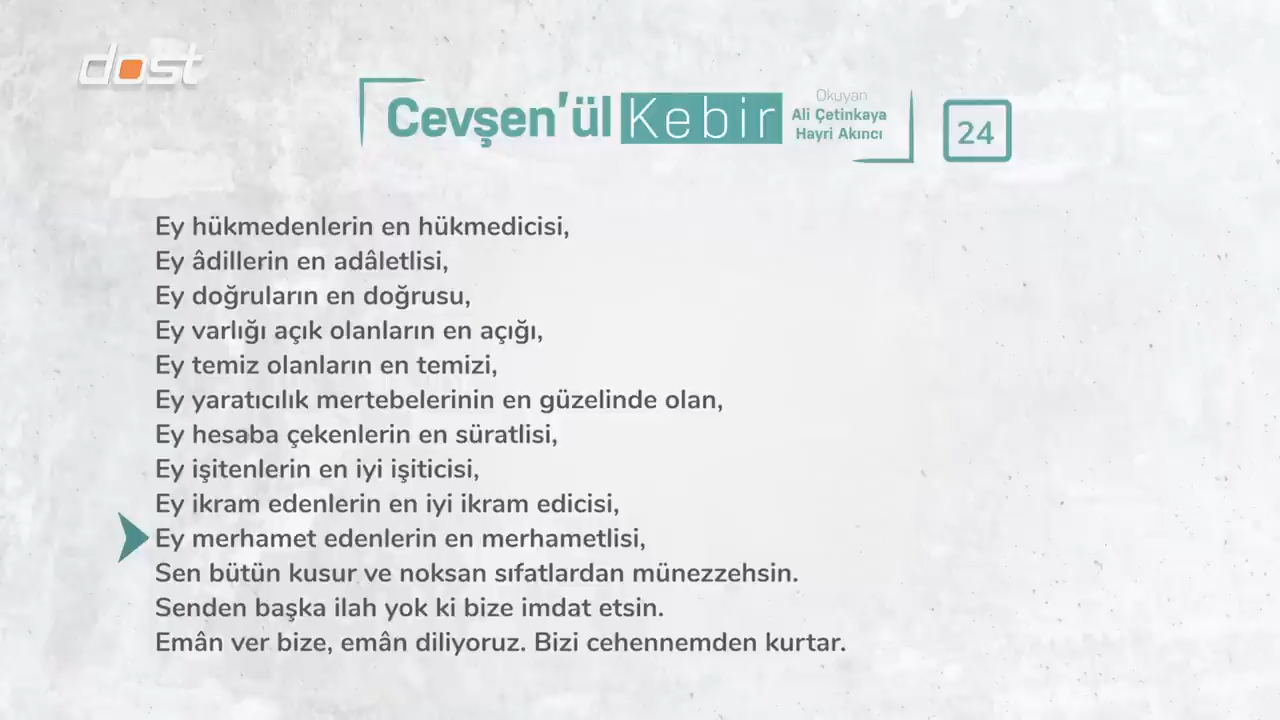 dost
Cevşen'ül Kebir
Okuyan
Ali Çetinkaya
Hayri Akıncı
24
Ey hükmedenlerin en hükmedicisi,
Ey âdillerin en adâletlisi,
Ey doğruların en doğrusu,
Ey varlığı açık olanların en açığı,
Ey temiz olanların en temizi,
Ey yaratıcılık mertebelerinin en güzelinde olan,
Ey hesaba çekenlerin en süratlisi,
Ey işitenlerin en iyi işiticisi,
Ey ikram edenlerin en iyi ikram edicisi,
Ey merhamet edenlerin en merhametlisi,
Sen bütün kusur ve noksan sıfatlardan münezzehsin.
Senden başka ilah yok ki bize imdat etsin.
Emân ver bize, emân diliyoruz. Bizi cehennemden kurtar.